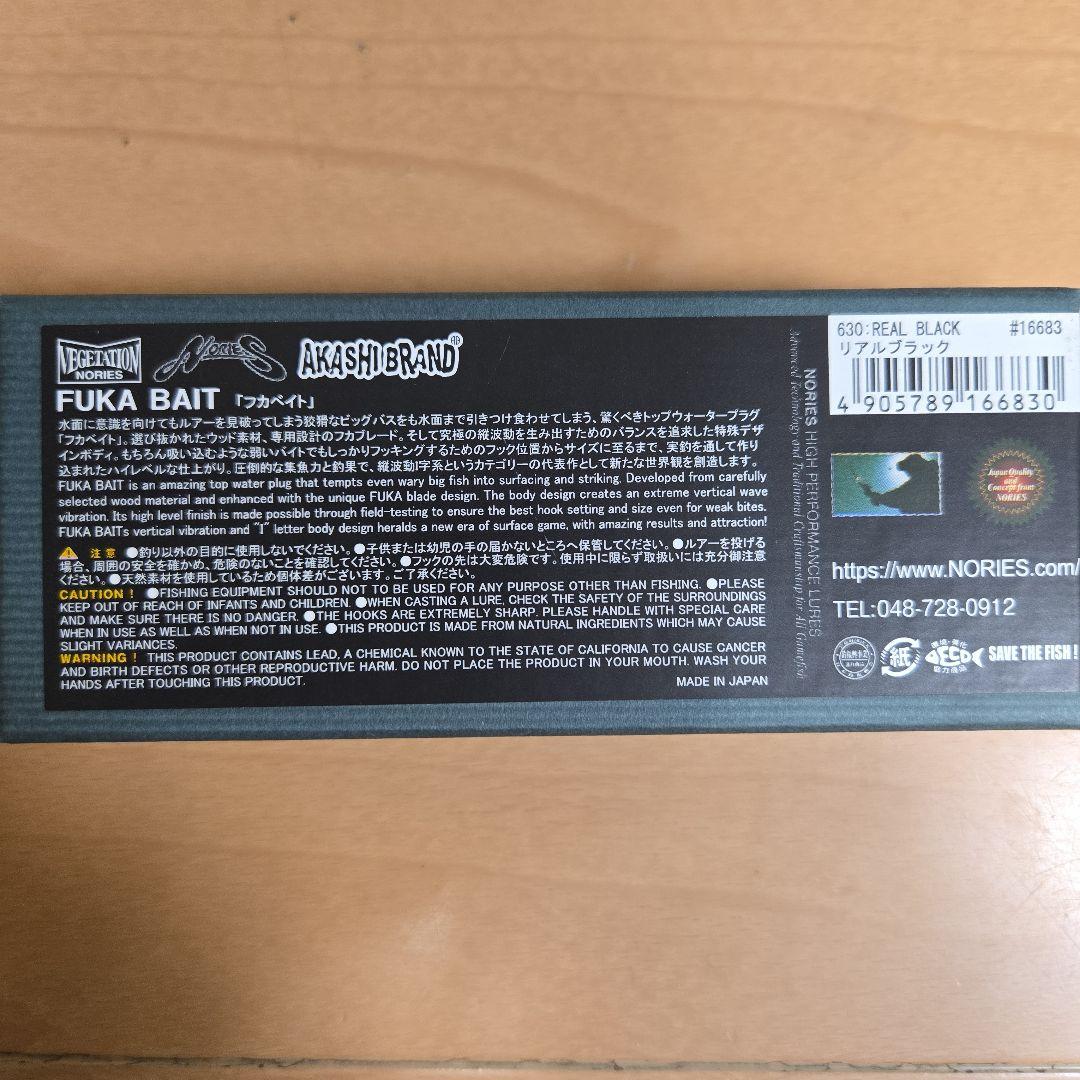 VEGETATION
NORIES
NORIES
AKASHI BRAND
FUKA BAIT 「フカベイト」
水面に意識を向けてもルアーを見破ってしまう狡猾なビッグバスをも水面まで引きつけ食わせてしまう、驚くべきトップウォータープラグ
「フカベイト」。選び抜かれたウッド素材、専用設計のフカブレード。そして究極の縦波動を生み出すためのバランスを追求した特殊デザ
インボディ。もちろん吸い込むような弱いバイトでもしっかりフッキングするためのフック位置からサイズに至るまで、実釣を通して作り
込まれたハイレベルな仕上がり。圧倒的な集魚力と釣果で、縦波動I字系というカテゴリーの代表作として新たな世界観を創造します。
FUKA BAIT is an amazing top water plug that tempts even wary big fish into surfacing and striking. Developed from carefully
selected wood material and enhanced with the unique FUKA blade design. The body design creates an extreme vertical wave
vibration. Its high level finish is made possible through field-testing to ensure the best hook setting and size even for weak bites.
FUKA BAITs vertical vibration and "I" letter body design heralds a new era of surface game, with amazing results and attraction!
注意 ●釣り以外の目的に使用しないでください。●子供または幼児の手の届かないところへ保管してください。●ルアーを投げる
場合、周囲の安全を確かめ、危険のないことを確認してください。●フックの先は大変危険です。使用中に限らず取扱いには充分御注意
ください。●天然素材を使用しているため個体差がございます。ご了承ください。
CAUTION ! ●FISHING EQUIPMENT SHOULD NOT TO BE USED FOR ANY PURPOSE OTHER THAN FISHING. ●PLEASE
KEEP OUT OF REACH OF INFANTS AND CHILDREN. ●WHEN CASTING A LURE, CHECK THE SAFETY OF THE SURROUNDINGS
AND MAKE SURE THERE IS NO DANGER. ●THE HOOKS ARE EXTREMELY SHARP. PLEASE HANDLE WITH SPECIAL CARE
WHEN IN USE AS WELL AS WHEN NOT IN USE. ●THIS PRODUCT IS MADE FROM NATURAL INGREDIENTS WHICH MAY CAUSE
SLIGHT VARIANCES.
WARNING ! THIS PRODUCT CONTAINS LEAD, A CHEMICAL KNOWN TO THE STATE OF CALIFORNIA TO CAUSE CANCER
AND BIRTH DEFECTS OR OTHER REPRODUCTIVE HARM. DO NOT PLACE THE PRODUCT IN YOUR MOUTH. WASH YOUR
HANDS AFTER TOUCHING THIS PRODUCT.
MADE IN JAPAN
NORIES HIGH PERFORMANCE LURES
Advanced Technology and Traditional Craftsmanship for All Gamefish
630:REAL BLACK #16683
リアルブラック
4 905789 166830
Japan Quality
and
Concept from
NORIES
https://www.NORIES.com/
TEL:048-728-0912
紙
環境・美化
ECO
協力商品
SAVE THE FISH!